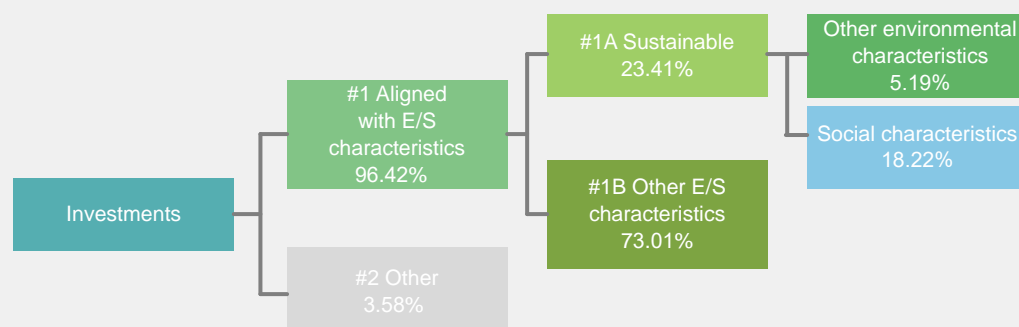 Investments
#1 Aligned
with E/S
characteristics
96.42%
#2 Other
3.58%
#1A Sustainable
23.41%
#1B Other E/S
characteristics
73.01%
Other environmental
characteristics
5.19%
Social characteristics
18.22%